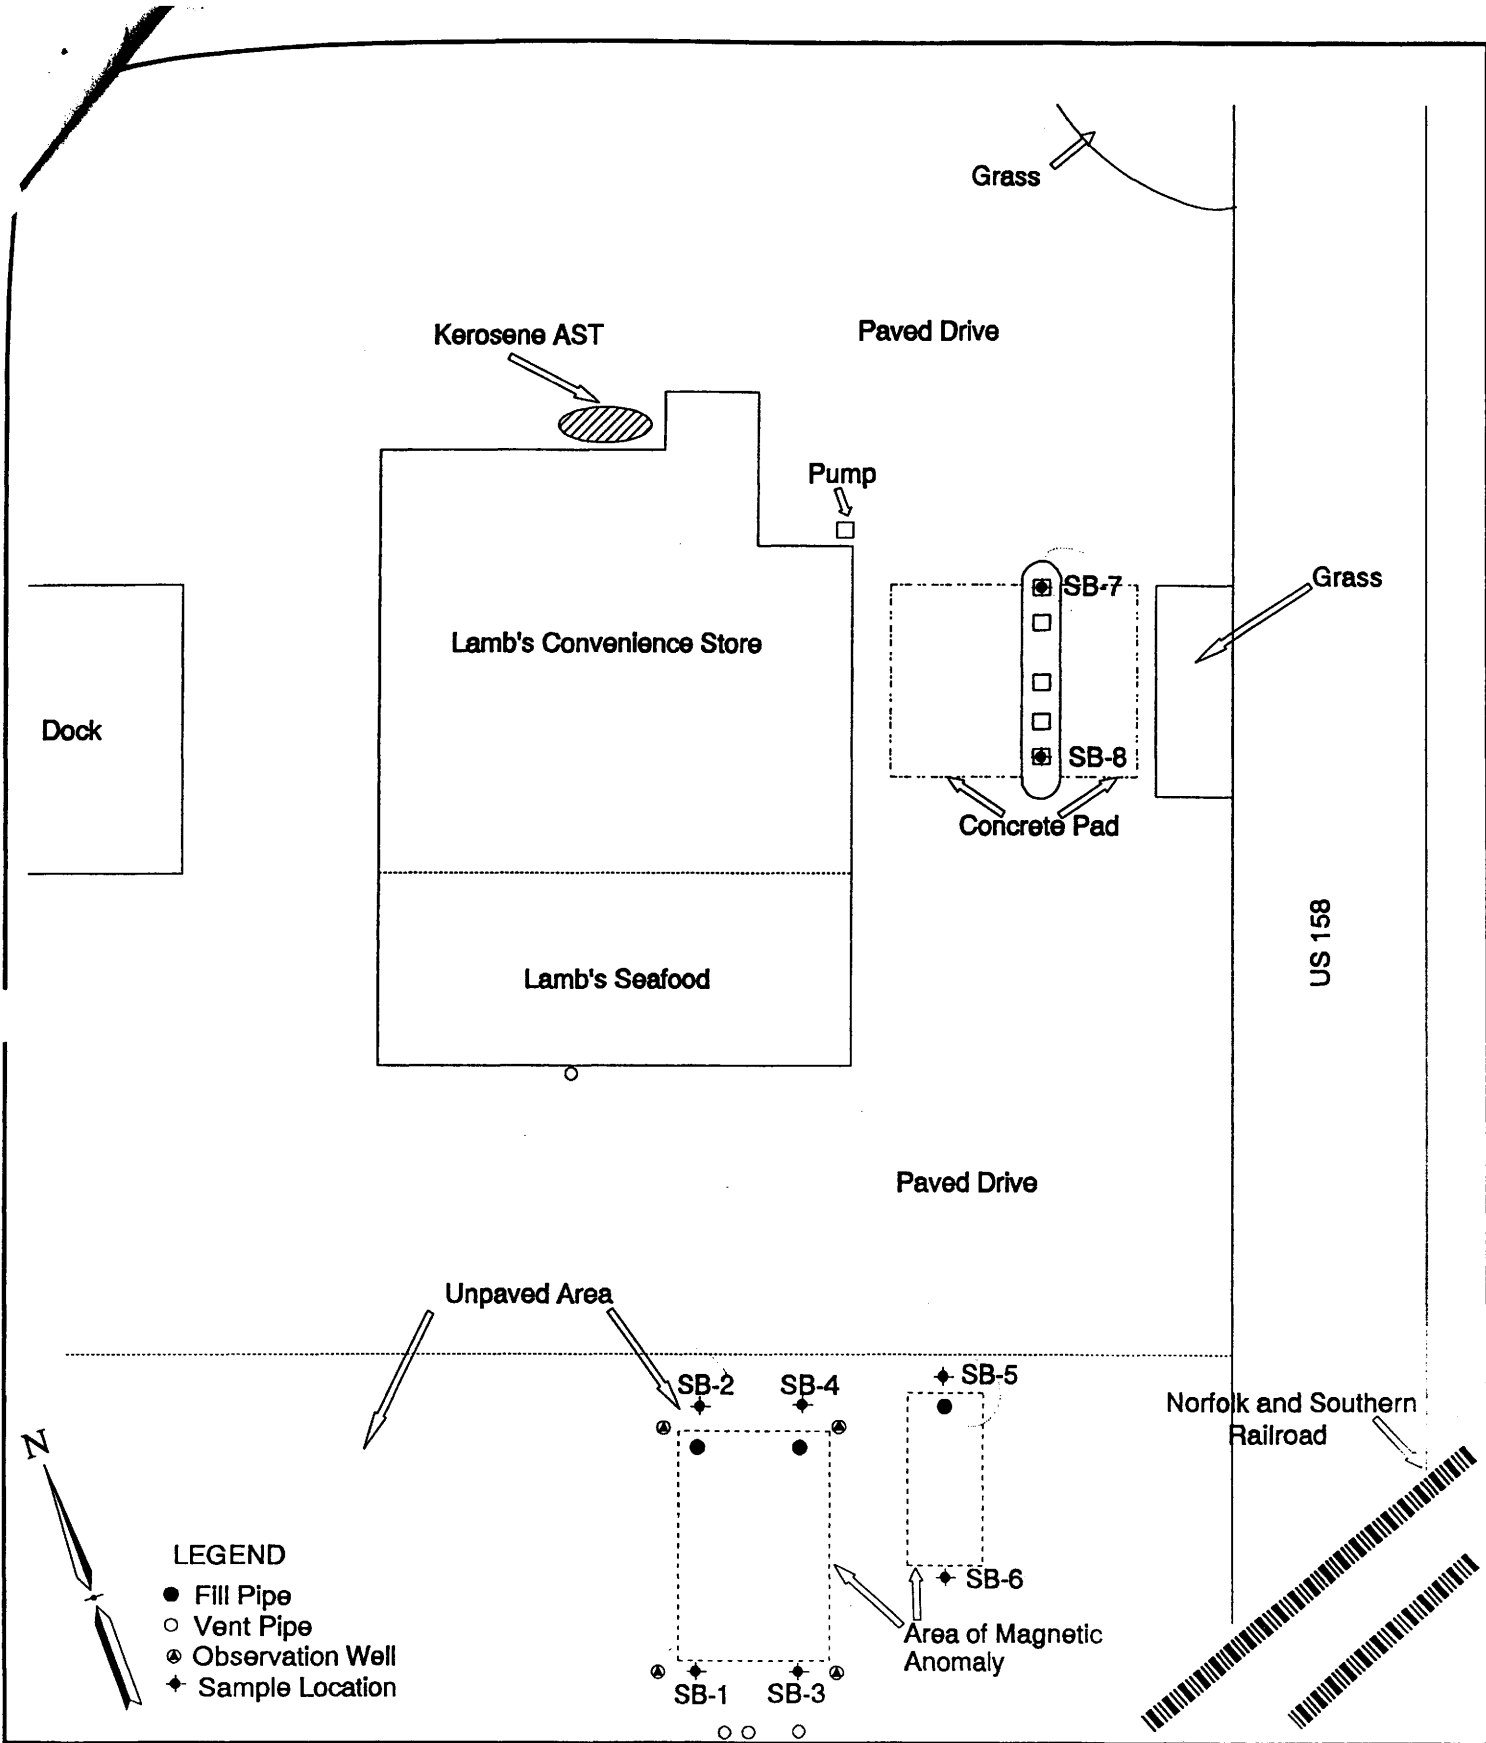 Grass
Kerosene AST
Paved Drive
Pump
SB-7
Grass
Lamb's Convenience Store
Dock
SB-8
Concrete Pad
US 158
Lamb's Seafood
Paved Drive
Unpaved Area
SB-2
SB-4
SB-5
Norfolk and Southern
Railroad
N
LEGEND
Fill Pipe
Vent Pipe
Observation Well
Sample Location
SB-6
Area of Magnetic
Anomaly
SB-1
SB-3